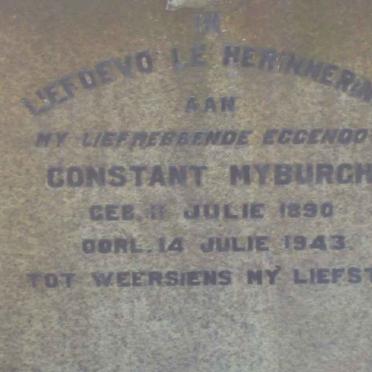 IN
LIEFDEVOLLE HERINNERIN
AAN
MY LIEFHEBBENDE EGGENOO
CONSTANT MYBURGH
GEB. 11 JULIE 1890
OORL. 14 JULIE 1943.
TOT WEERSIENS MY LIEFST